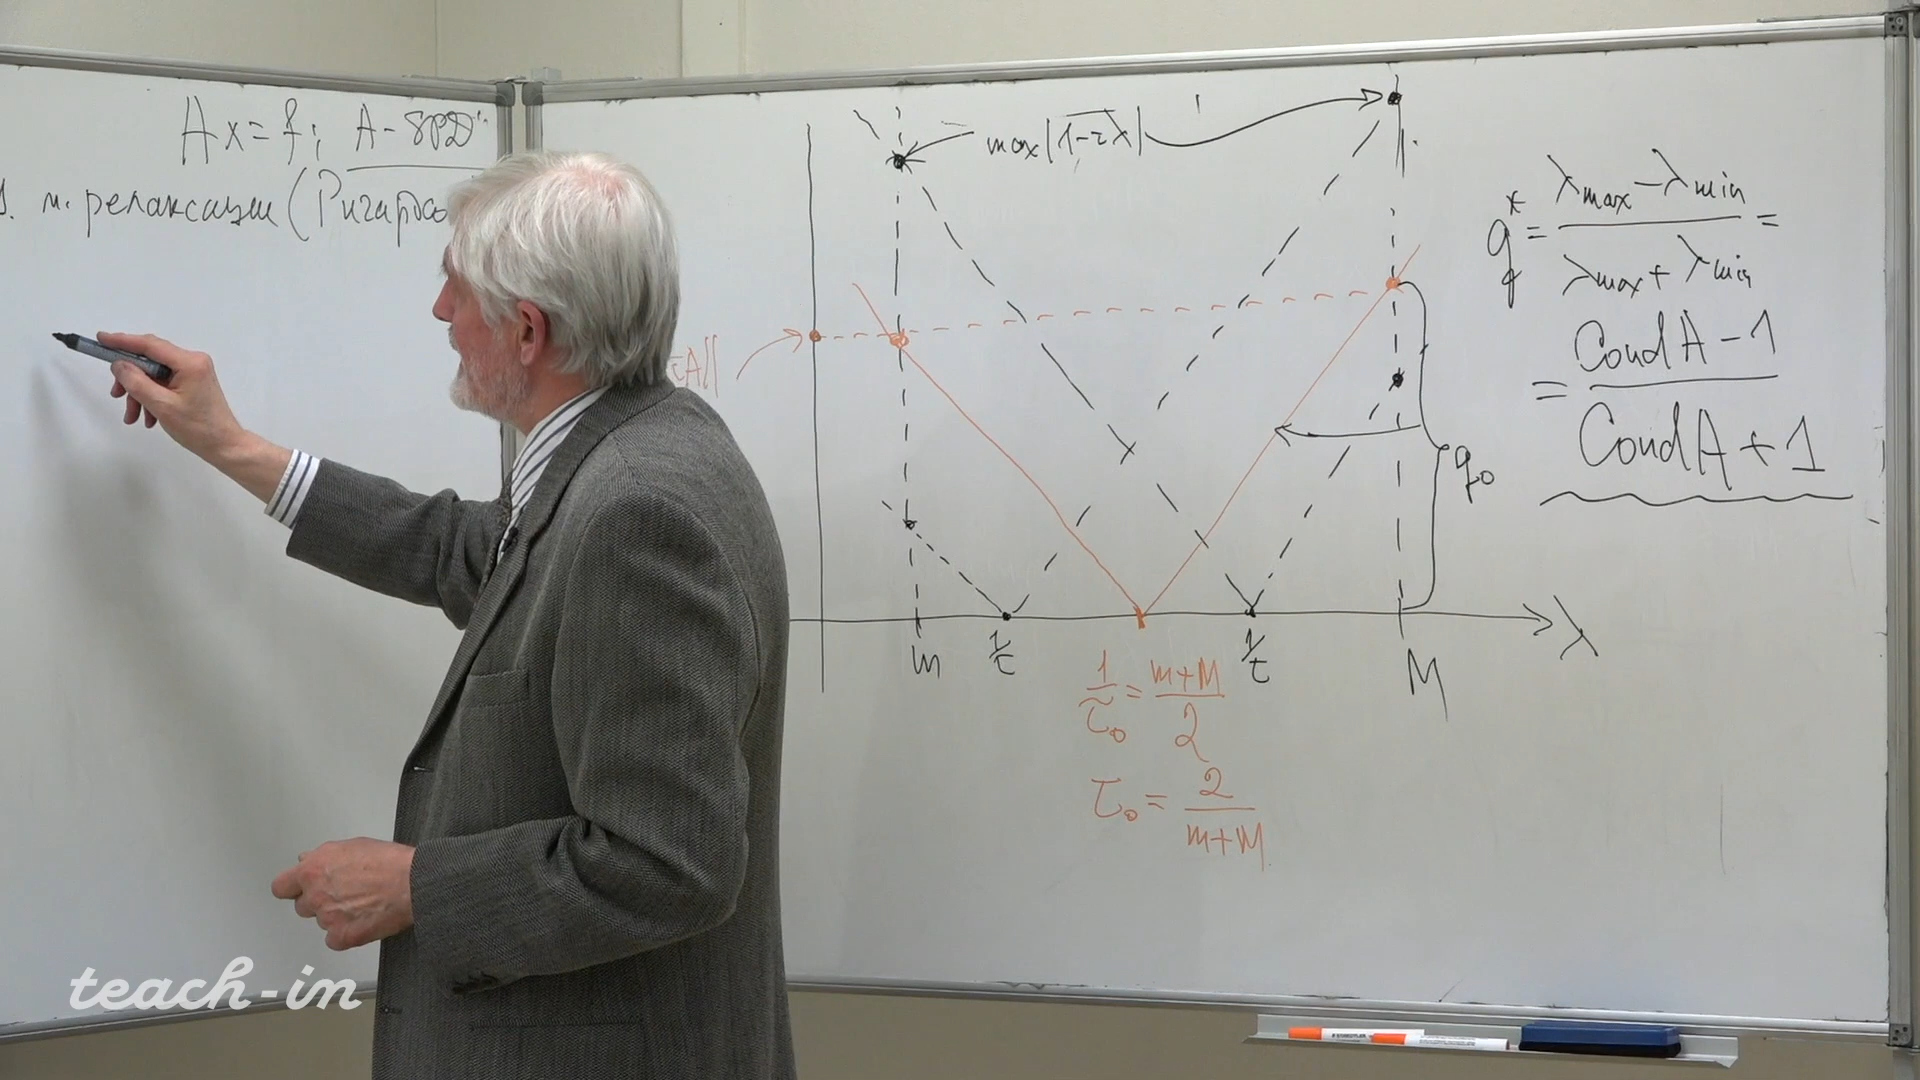 Ax = f; A - SPD"
1. м. релаксации (Ричардсо
max|1-τλ|
τA||
q* = (λmax - λmin)/(λmax + λmin) =
= (Cond A - 1)/(Cond A + 1)
q₀
m 1/τ 1/τ M λ
1/τ₀ = (m+M)/2
τ₀ = 2/(m+M)
teach-in